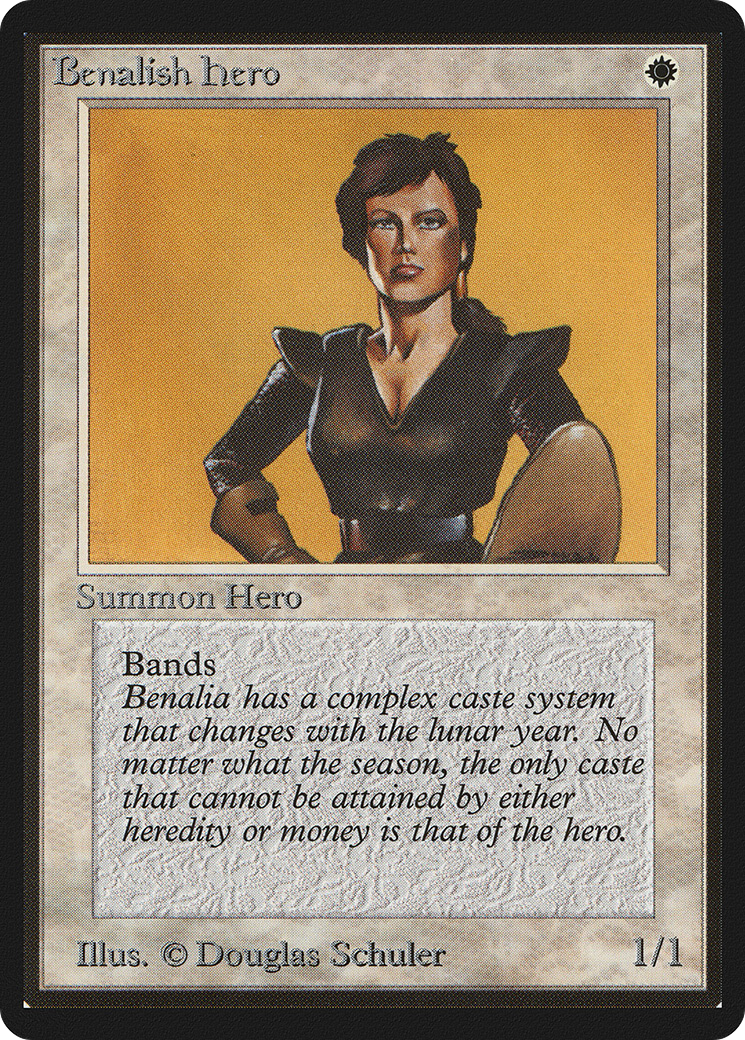 Benalish Hero
Summon Hero
Bands
Benalia has a complex caste system
that changes with the lunar year. No
matter what the season, the only caste
that cannot be attained by either
heredity or money is that of the hero.
Illus. © Douglas Schuler
1/1